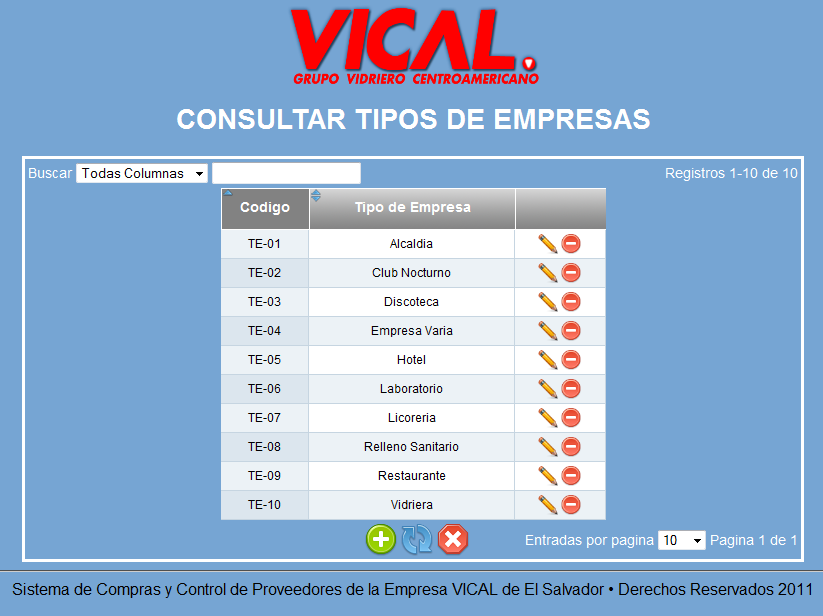 VICAL.
GRUPO VIDRIERO CENTROAMERICANO
CONSULTAR TIPOS DE EMPRESAS
Buscar Todas Columnas Registros 1-10 de 10
Codigo Tipo de Empresa
TE-01 Alcaldia
TE-02 Club Nocturno
TE-03 Discoteca
TE-04 Empresa Varia
TE-05 Hotel
TE-06 Laboratorio
TE-07 Licoreria
TE-08 Relleno Sanitario
TE-09 Restaurante
TE-10 Vidriera
Entradas por pagina 10 Pagina 1 de 1
Sistema de Compras y Control de Proveedores de la Empresa VICAL de El Salvador • Derechos Reservados 2011